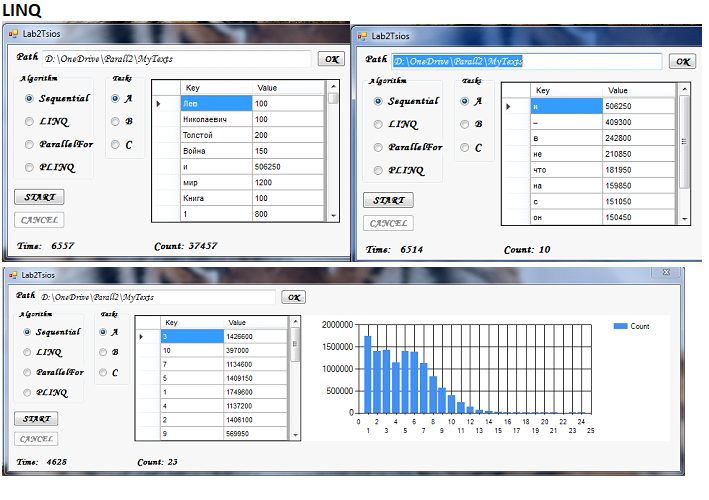 LINQ
Lab2Tsios
Path D:\OneDrive\Parall2\MyTexts OK
Algorithm Tasks
Sequential A
LINQ B
ParallelFor C
PLINQ
START
CANCEL
Key Value
Лев 100
Николаевич 100
Толстой 200
Война 150
и 506250
мир 1200
Книга 100
1 800
Time: 6557 Count: 37457
Lab2Tsios
Path D:\OneDrive\Parall2\MyTexts OK
Algorithm Tasks
Sequential A
LINQ B
ParallelFor C
PLINQ
START
CANCEL
Key Value
и 506250
– 409300
в 242800
не 210850
что 181950
на 159850
с 151050
он 150450
Time: 6514 Count: 10
Lab2Tsios
Path D:\OneDrive\Parall2\MyTexts OK
Algorithm Tasks
Sequential A
LINQ B
ParallelFor C
PLINQ
START
CANCEL
Key Value
3 1426600
10 397000
7 1134600
5 1409150
1 1749600
4 1137200
2 1406100
9 569950
2000000
1500000
1000000
500000
0
0 2 4 6 8 10 12 14 16 18 20 22 24
1 3 5 7 9 11 13 15 17 19 21 23 25
Count
Time: 4628 Count: 23